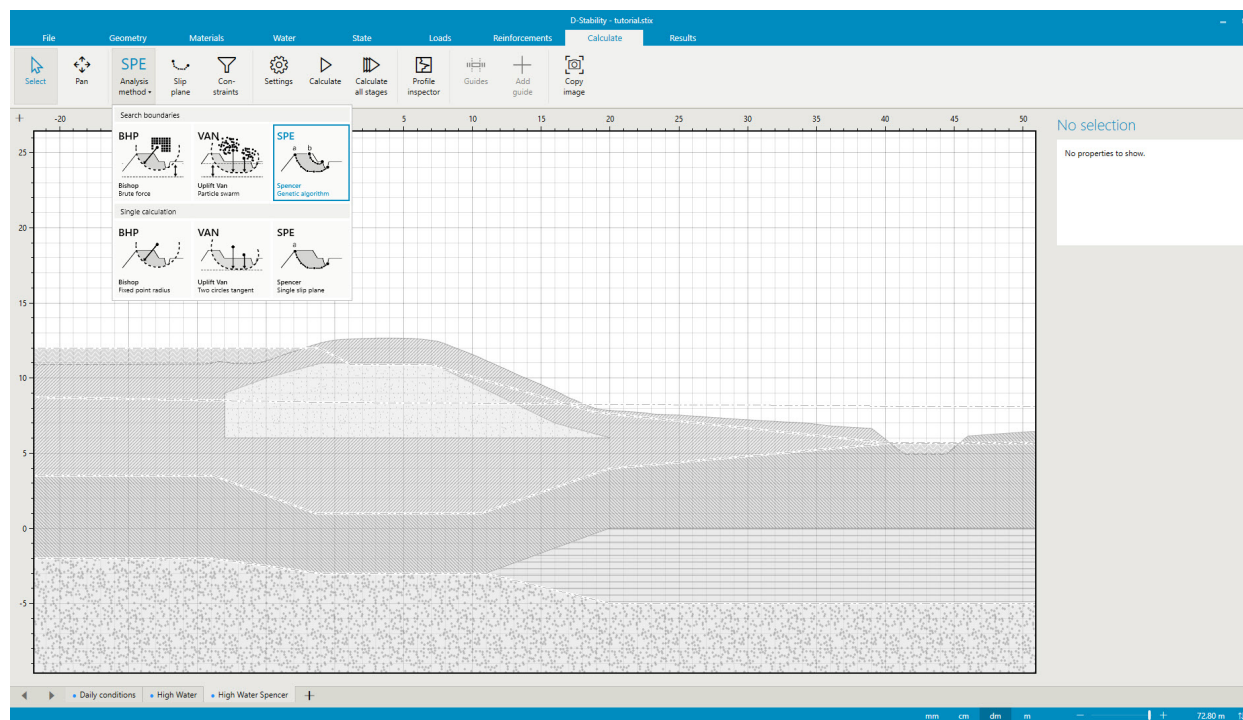 D-Stability - tutorial.stix
File Geometry Materials Water State Loads Reinforcements Calculate Results
SPE
Select Pan Analysis method Slip plane Con-straints Settings Calculate Calculate all stages Profile inspector Guides Add guide Copy image
Search boundaries
BHP VAN SPE
a b
Bishop Uplift Van Spencer
Brute force Particle swarm Genetic algorithm
Single calculation
BHP VAN SPE
a
Bishop Uplift Van Spencer
Fixed point radius Two circles tangent Single slip plane
-20 5 10 15 20 25 30 35 40 45 50
25
20
15
10
5
0
-5
No selection
No properties to show.
Daily conditions High Water High Water Spencer
mm cm dm m 72.80 m